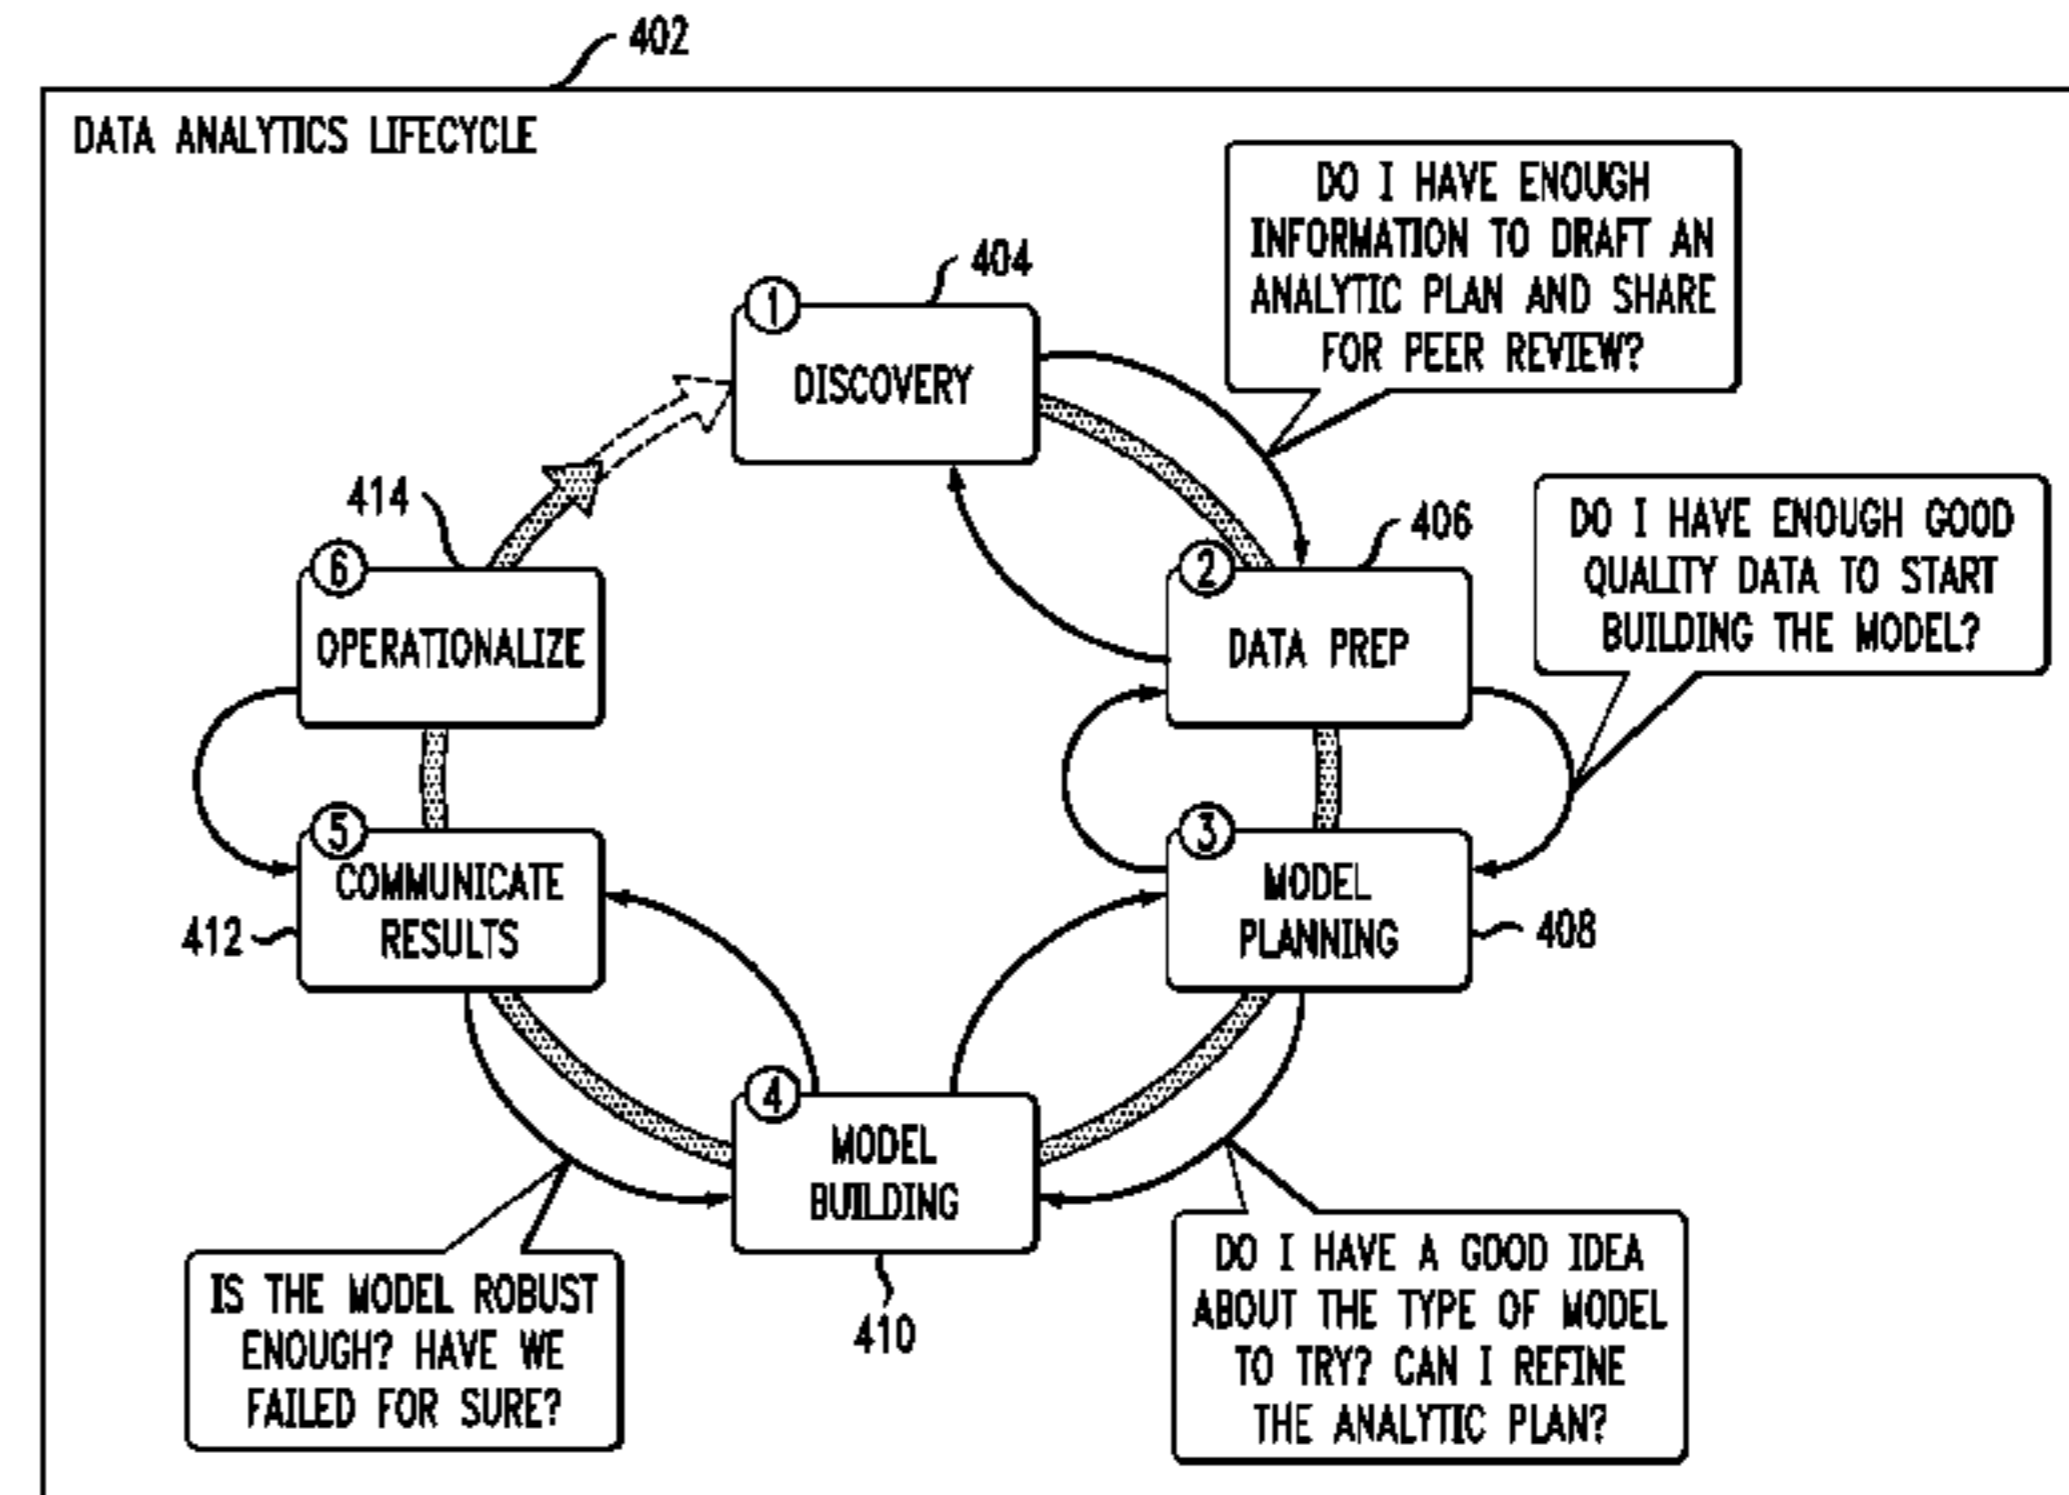 402
DATA ANALYTICS LIFECYCLE
DO I HAVE ENOUGH
INFORMATION TO DRAFT AN
ANALYTIC PLAN AND SHARE
FOR PEER REVIEW?
404
1
DISCOVERY
414
406
DO I HAVE ENOUGH GOOD
QUALITY DATA TO START
BUILDING THE MODEL?
6
OPERATIONALIZE
2
DATA PREP
5
COMMUNICATE
RESULTS
412
3
MODEL
PLANNING
408
4
MODEL
BUILDING
410
IS THE MODEL ROBUST
ENOUGH? HAVE WE
FAILED FOR SURE?
DO I HAVE A GOOD IDEA
ABOUT THE TYPE OF MODEL
TO TRY? CAN I REFINE
THE ANALYTIC PLAN?